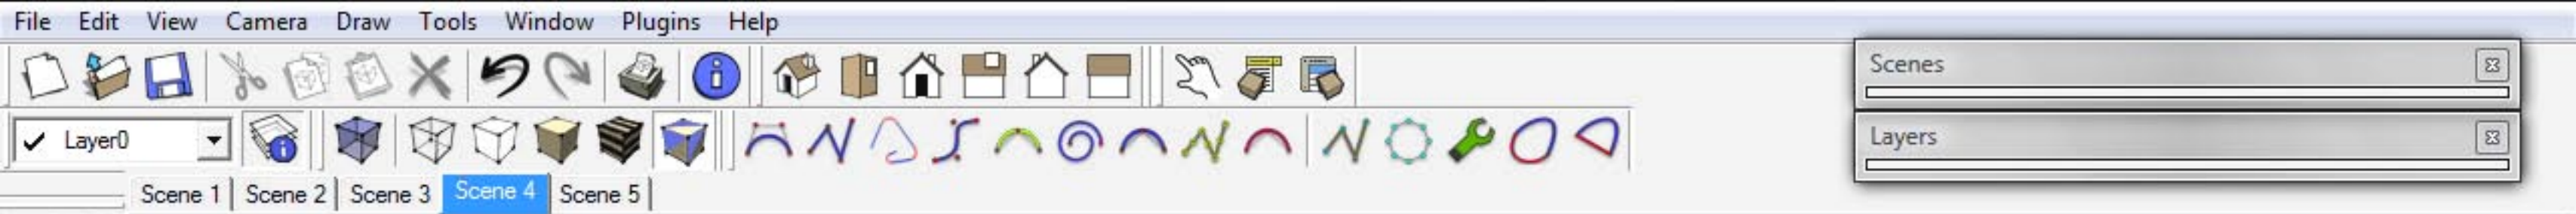 File Edit View Camera Draw Tools Window Plugins Help
Scenes
Layer0
Layers
Scene 1 Scene 2 Scene 3 Scene 4 Scene 5